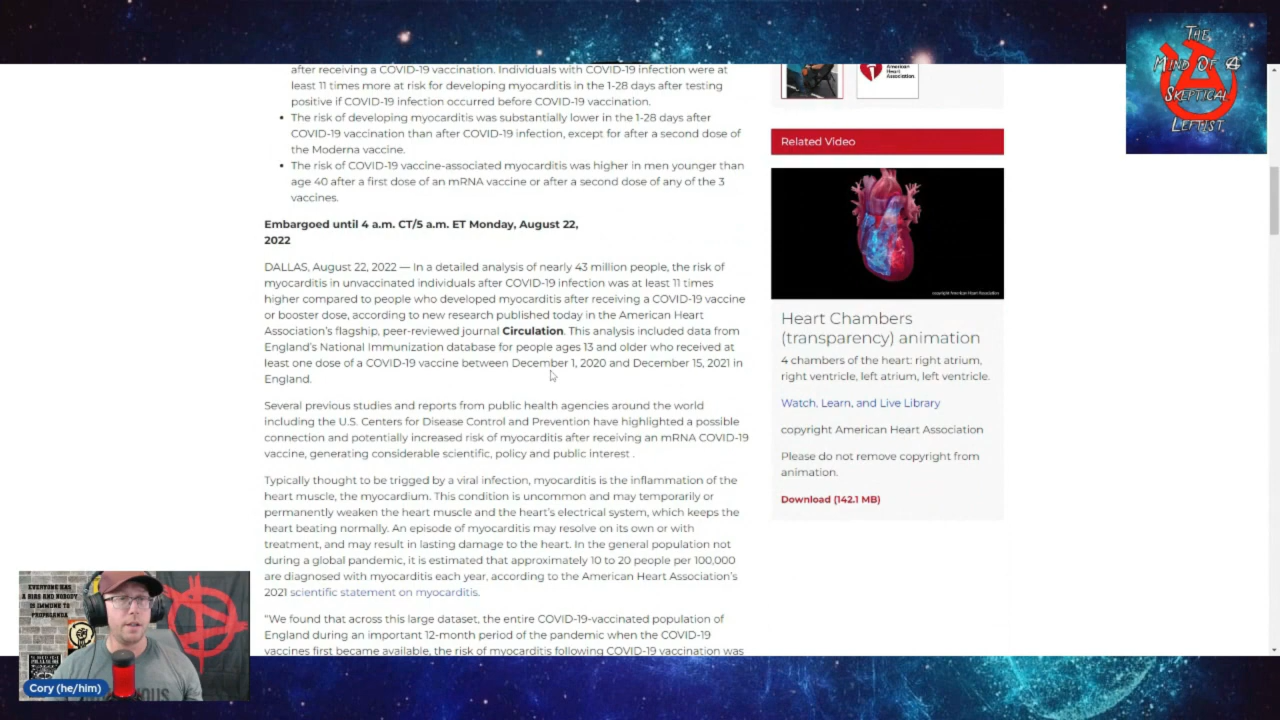 after receiving a COVID-19 vaccination. Individuals with COVID-19 infection were at
least 11 times more at risk for developing myocarditis in the 1-28 days after testing
positive if COVID-19 infection occurred before COVID-19 vaccination.
• The risk of developing myocarditis was substantially lower in the 1-28 days after
COVID-19 vaccination than after COVID-19 infection, except for after a second dose of
the Moderna vaccine.
• The risk of COVID-19 vaccine-associated myocarditis was higher in men younger than
age 40 after a first dose of an mRNA vaccine or after a second dose of any of the 3
vaccines.
Embargoed until 4 a.m. CT/5 a.m. ET Monday, August 22,
2022
DALLAS, August 22, 2022 — In a detailed analysis of nearly 43 million people, the risk of
myocarditis in unvaccinated individuals after COVID-19 infection was at least 11 times
higher compared to people who developed myocarditis after receiving a COVID-19 vaccine
or booster dose, according to new research published today in the American Heart
Association's flagship, peer-reviewed journal Circulation. This analysis included data from
England's National Immunization database for people ages 13 and older who received at
least one dose of a COVID-19 vaccine between December 1, 2020 and December 15, 2021 in
England.
Several previous studies and reports from public health agencies around the world
including the U.S. Centers for Disease Control and Prevention have highlighted a possible
connection and potentially increased risk of myocarditis after receiving an mRNA COVID-19
vaccine, generating considerable scientific, policy and public interest .
Typically thought to be trigged by a viral infection, myocarditis is the inflammation of the
heart muscle, the myocardium. This condition is uncommon and may temporarily or
permanently weaken the heart muscle and the heart's electrical system, which keeps the
heart beating normally. An episode of myocarditis may resolve on its own or with
treatment, and may result in lasting damage to the heart. In the general population not
during a global pandemic, it is estimated that approximately 10 to 20 people per 100,000
are diagnosed with myocarditis each year, according to the American Heart Association's
2021 scientific statement on myocarditis.
"We found that across this large dataset, the entire COVID-19-vaccinated population of
England during an important 12-month period of the pandemic when the COVID-19
vaccines first became available, the risk of myocarditis following COVID-19 vaccination was
American
Heart
Association.
Related Video
copyright American Heart Association
Heart Chambers
(transparency) animation
4 chambers of the heart: right atrium,
right ventricle, left atrium, left ventricle.
Watch, Learn, and Live Library
copyright American Heart Association
Please do not remove copyright from
animation.
Download (142.1 MB)
THE
MIND OF A
SKEPTICAL
LEFTIST
EVERYONE HAS
A BIAS AND NOBODY
IS IMMUNE TO
PROPAGANDA
Cory (he/him)